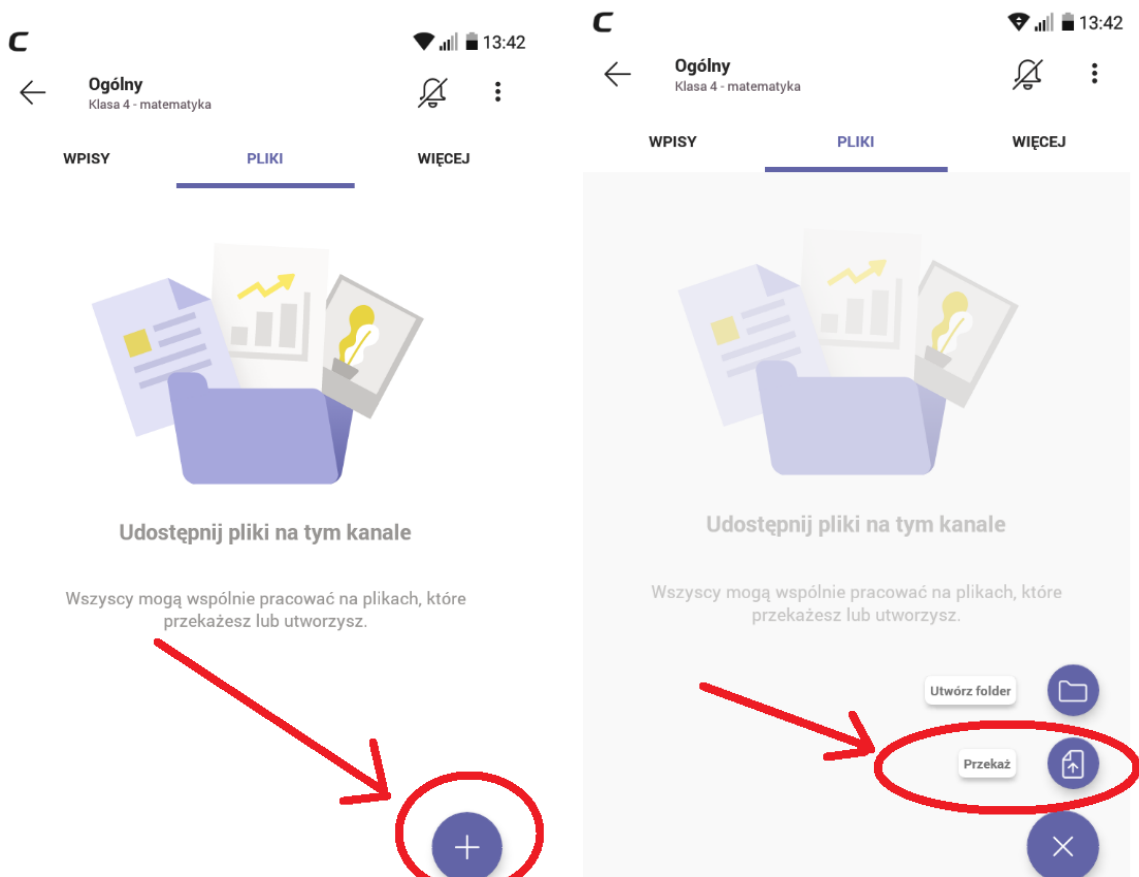 13:42
Ogólny
Klasa 4 - matematyka
WPISY PLIKI WIĘCEJ
Udostępnij pliki na tym kanale
Wszyscy mogą wspólnie pracować na plikach, które
przekażesz lub utworzysz.
13:42
Ogólny
Klasa 4 - matematyka
WPISY PLIKI WIĘCEJ
Udostępnij pliki na tym kanale
Wszyscy mogą wspólnie pracować na plikach, które
przekażesz lub utworzysz.
Utwórz folder
Przekaż